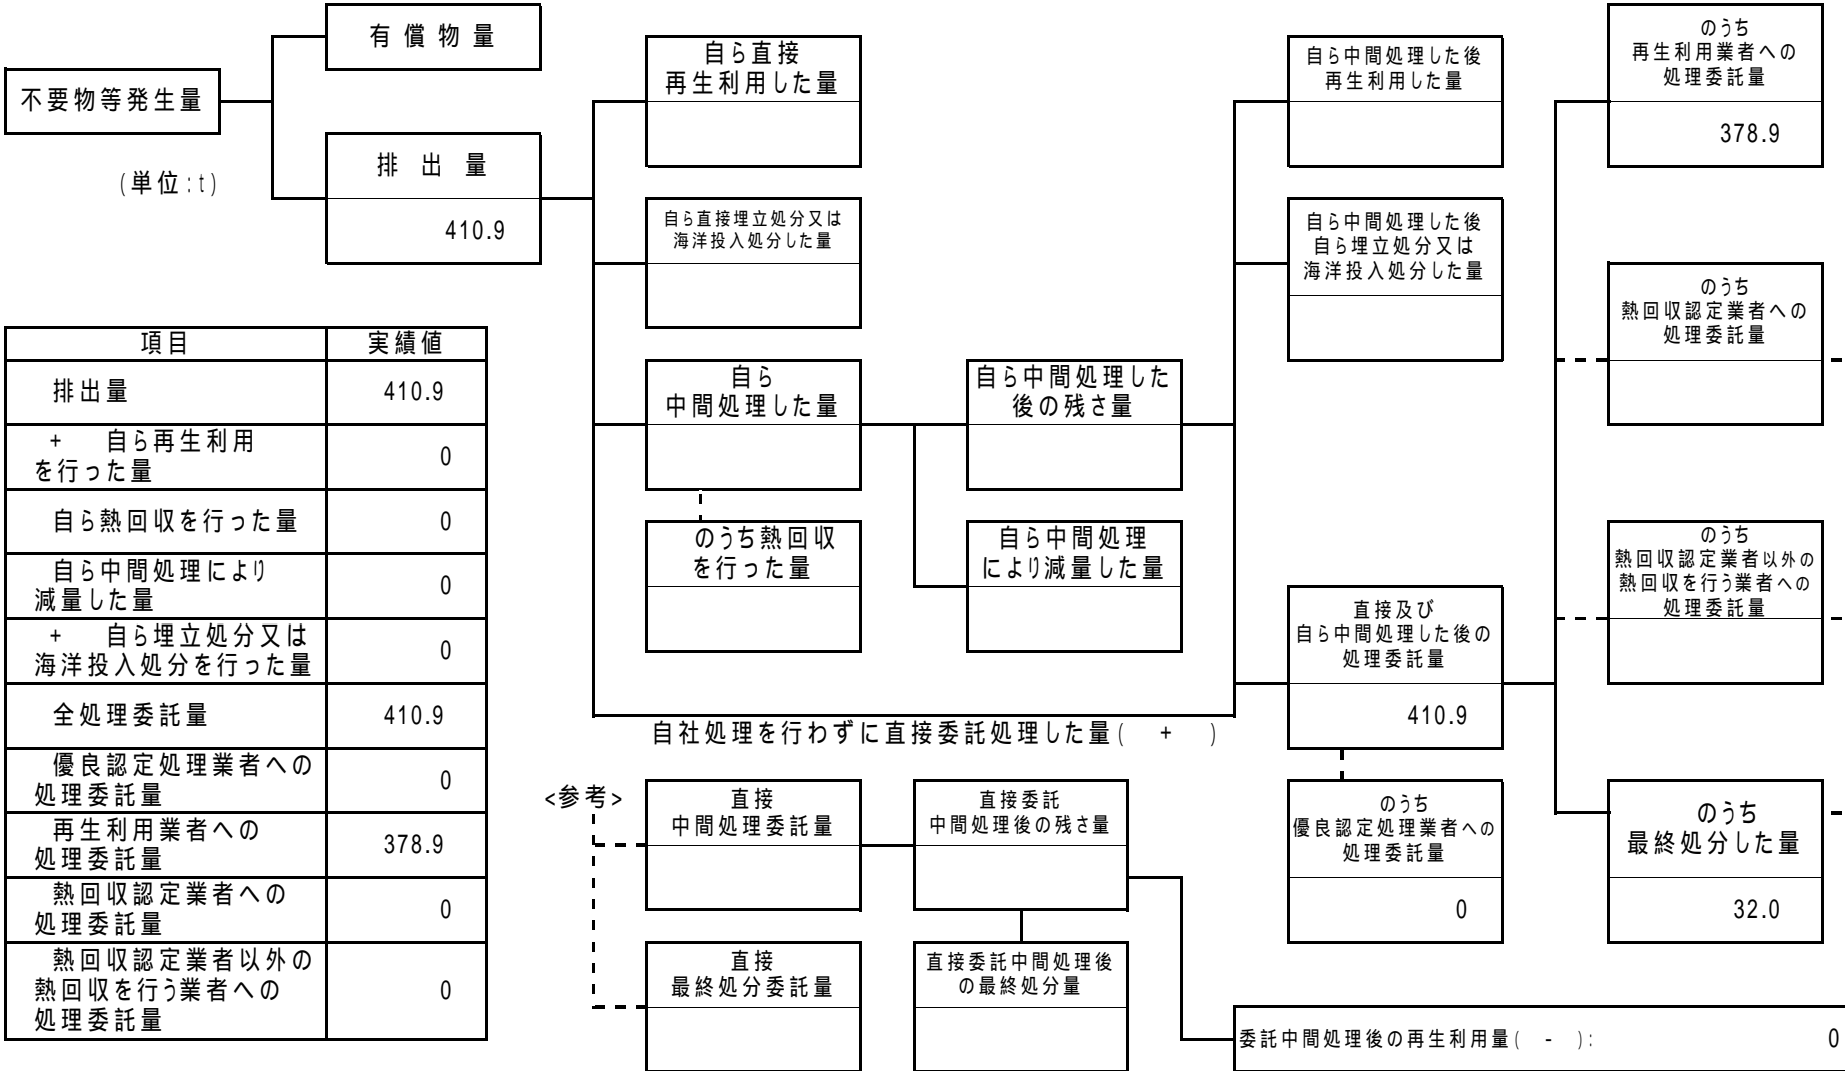 有償物量
不要物等発生量
(単位:t)
排出量
410.9
自ら直接
再生利用した量
自ら直接埋立処分又は
海洋投入処分した量
自ら
中間処理した量
のうち熱回収
を行った量
自ら中間処理した
後の残さ量
自ら中間処理
により減量した量
自ら中間処理した後
再生利用した量
自ら中間処理した後
自ら埋立処分又は
海洋投入処分した量
直接及び
自ら中間処理した後の
処理委託量
410.9
のうち
優良認定処理業者への
処理委託量
0
のうち
再生利用業者への
処理委託量
378.9
のうち
熱回収認定業者への
処理委託量
のうち
熱回収認定業者以外の
熱回収を行う業者への
処理委託量
のうち
最終処分した量
32.0
自社処理を行わずに直接委託処理した量( + )
項目 実績値
排出量 410.9
+ 自ら再生利用
を行った量 0
自ら熱回収を行った量 0
自ら中間処理により
減量した量 0
+ 自ら埋立処分又は
海洋投入処分を行った量 0
全処理委託量 410.9
優良認定処理業者への
処理委託量 0
再生利用業者への
処理委託量 378.9
熱回収認定業者への
処理委託量 0
熱回収認定業者以外の
熱回収を行う業者への
処理委託量 0
<参考>
直接
中間処理委託量
直接委託
中間処理後の残さ量
直接
最終処分委託量
直接委託中間処理後
の最終処分量
委託中間処理後の再生利用量( - ): 0